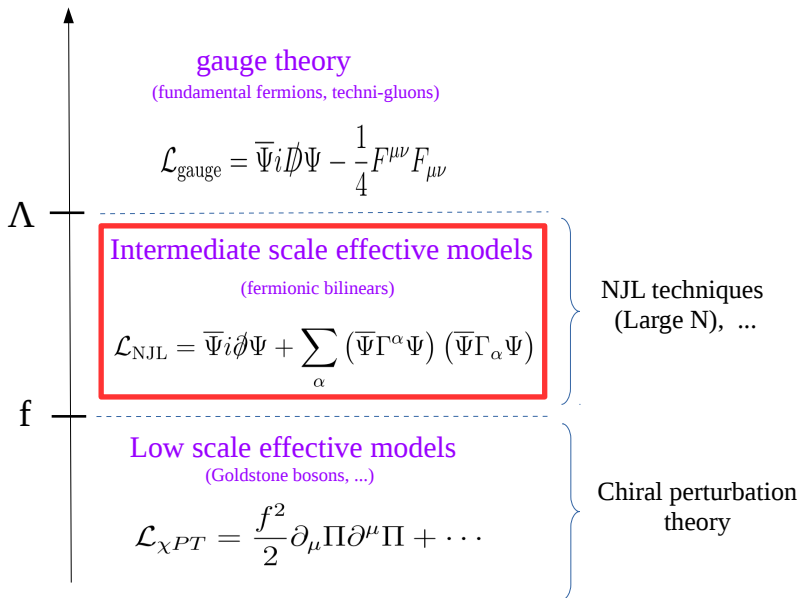 gauge theory
(fundamental fermions, techni-gluons)
$\mathcal{L}_{\text{gauge}} = \overline{\Psi} i \not{D} \Psi - \frac{1}{4} F^{\mu\nu} F_{\mu\nu}$
Λ
Intermediate scale effective models
(fermionic bilinears)
$\mathcal{L}_{\text{NJL}} = \overline{\Psi} i \not{\partial} \Psi + \sum_{\alpha} \left( \overline{\Psi} \Gamma^{\alpha} \Psi \right) \left( \overline{\Psi} \Gamma_{\alpha} \Psi \right)$
NJL techniques
(Large N), ...
f
Low scale effective models
(Goldstone bosons, ...)
$\mathcal{L}_{\chi PT} = \frac{f^2}{2} \partial_{\mu} \Pi \partial^{\mu} \Pi + \cdots$
Chiral perturbation
theory